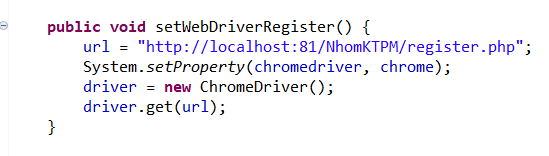 public void setWebDriverRegister() {
url = "http://localhost:81/NhomKTPM/register.php";
System.setProperty(chromedriver, chrome);
driver = new ChromeDriver();
driver.get(url);
}